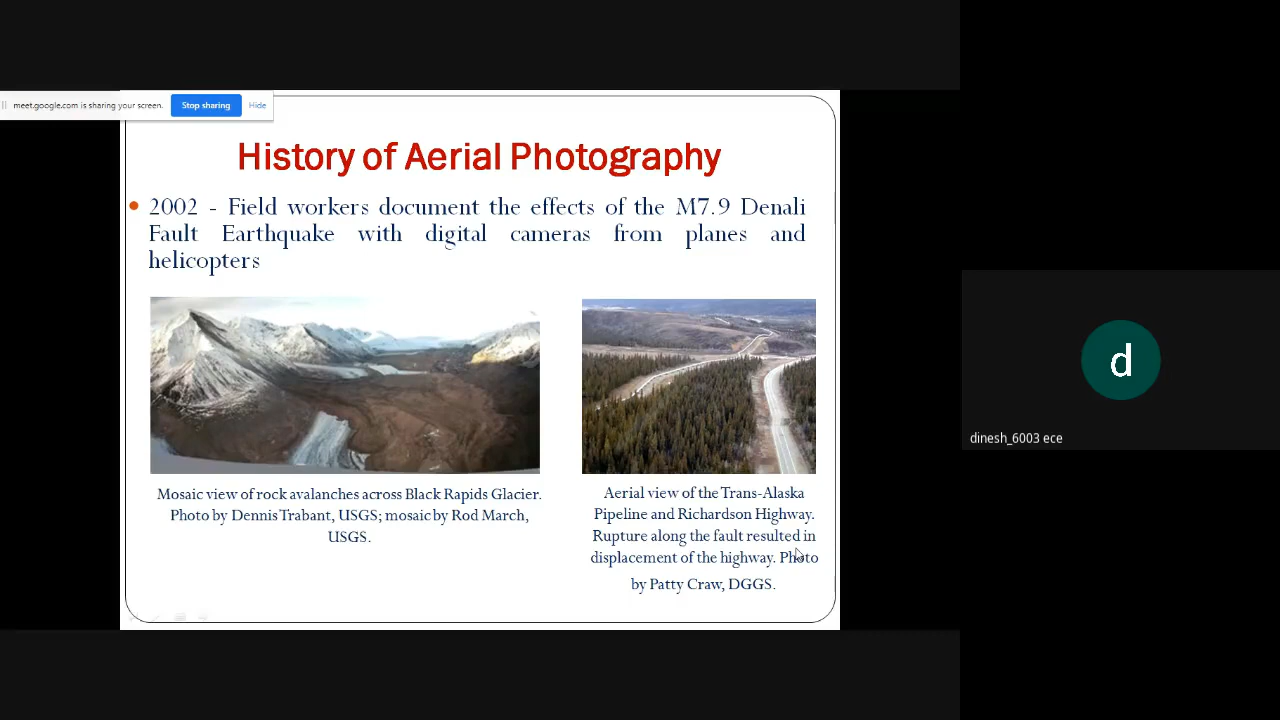 meet.google.com is sharing your screen.
Stop sharing
Hide
History of Aerial Photography
2002 - Field workers document the effects of the M7.9 Denali
Fault Earthquake with digital cameras from planes and
helicopters
Mosaic view of rock avalanches across Black Rapids Glacier.
Photo by Dennis Trabant, USGS; mosaic by Rod March,
USGS.
Aerial view of the Trans-Alaska
Pipeline and Richardson Highway.
Rupture along the fault resulted in
displacement of the highway. Photo
by Patty Craw, DGGS.
d
dinesh_6003 ece